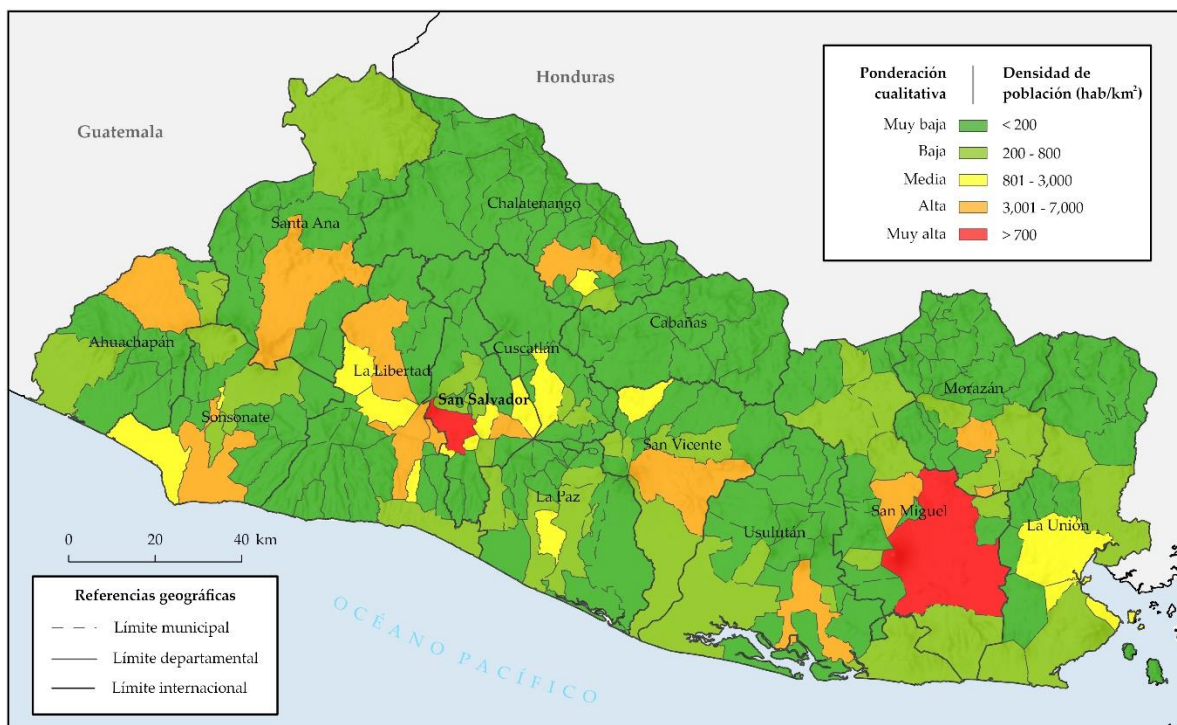 Honduras
Guatemala
Ponderación cualitativa
Densidad de población (hab/km²)
Muy baja < 200
Baja 200 - 800
Media 801 - 3,000
Alta 3,001 - 7,000
Muy alta > 700
Chalatenango
Santa Ana
Cabañas
Ahuachapán
Cuscatlán
La Libertad
Morazán
San Salvador
Sonsonate
San Vicente
La Paz
San Miguel
La Unión
Usulután
0 20 40 km
Referencias geográficas
Límite municipal
Límite departamental
Límite internacional
OCÉANO PACÍFICO